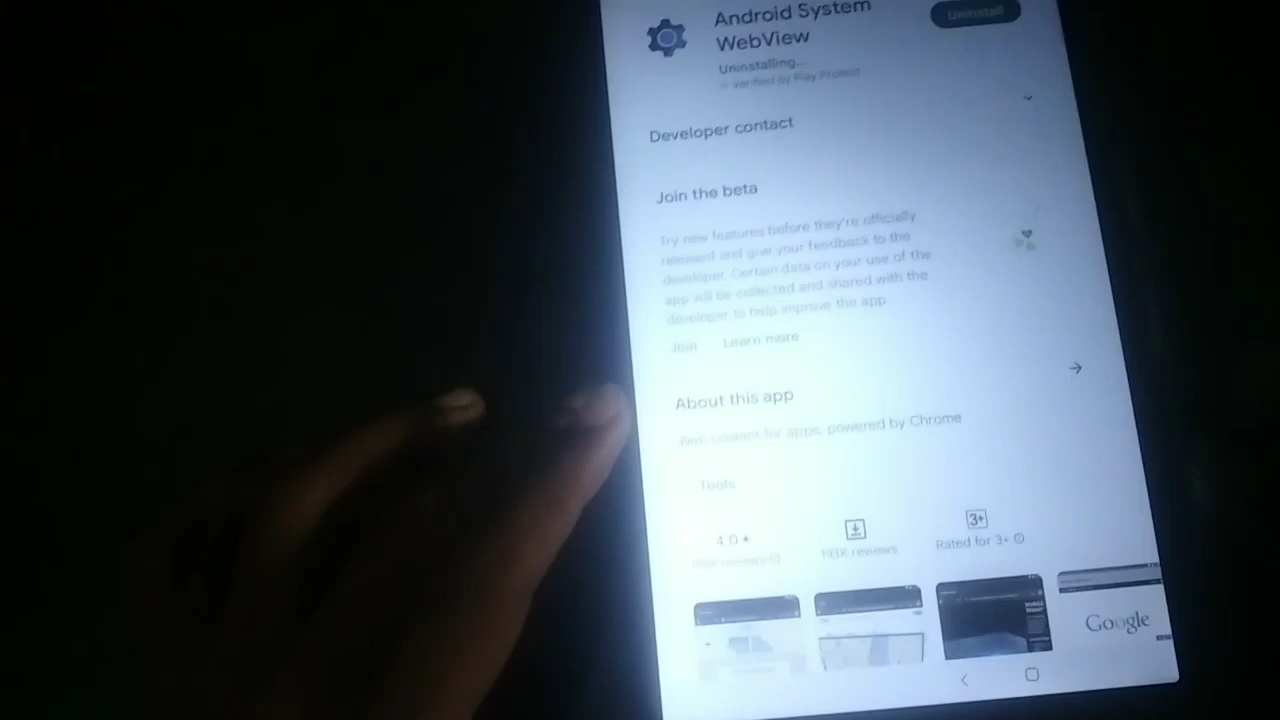 Android System
WebView
Uninstall
Uninstalling...
Verified by Play Protect
Developer contact
Join the beta
Try new features before they're officially
released and give your feedback to the
developer. Certain data on your use of the
app will be collected and shared with the
developer to help improve the app.
Join Learn more
About this app
Web content for apps, powered by Chrome
Tools
4.0 ★
reviews
193K reviews
3+
Rated for 3+
Google